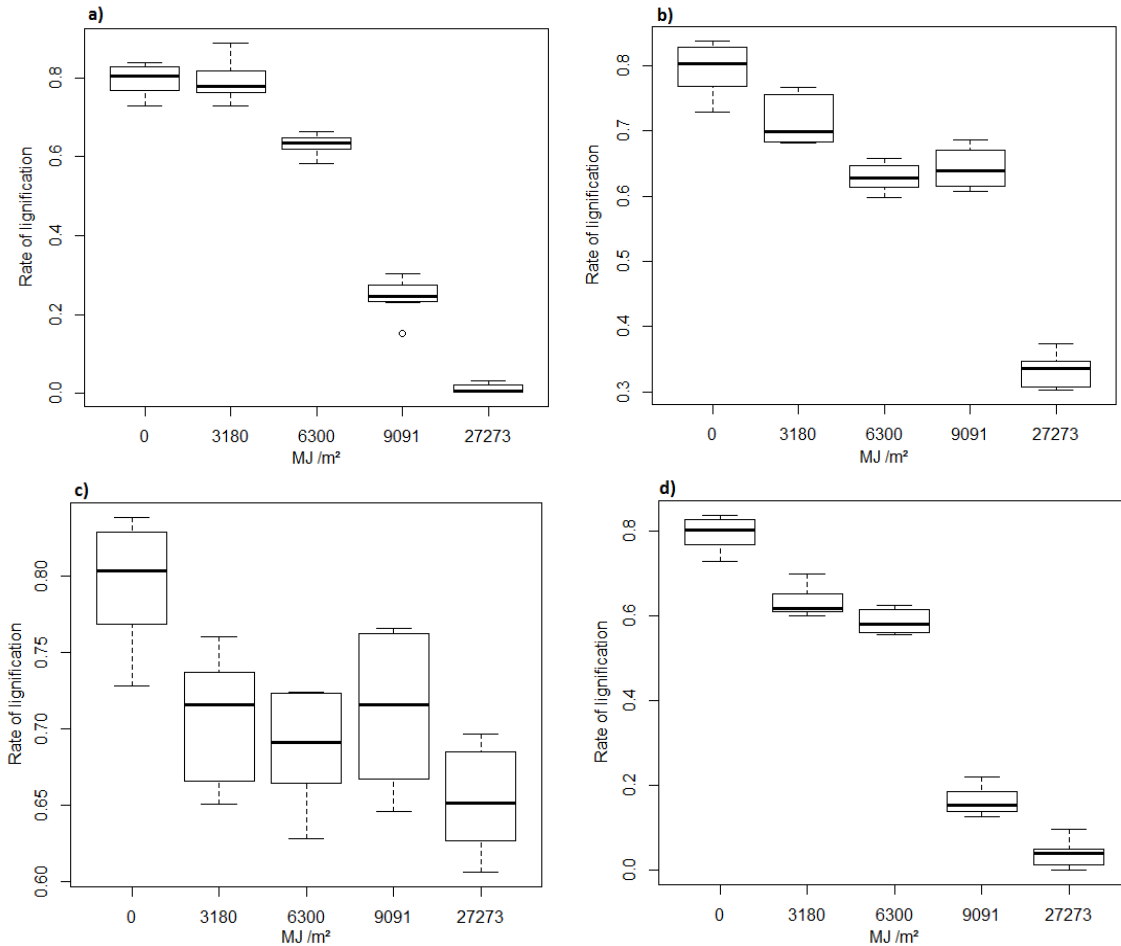 a)
Rate of lignification
0.8
0.6
0.4
0.2
0.0
0 3180 6300 9091 27273
MJ /m²
b)
Rate of lignification
0.8
0.7
0.6
0.5
0.4
0.3
0 3180 6300 9091 27273
MJ /m²
c)
Rate of lignification
0.80
0.75
0.70
0.65
0.60
0 3180 6300 9091 27273
MJ /m²
d)
Rate of lignification
0.8
0.6
0.4
0.2
0.0
0 3180 6300 9091 27273
MJ /m²